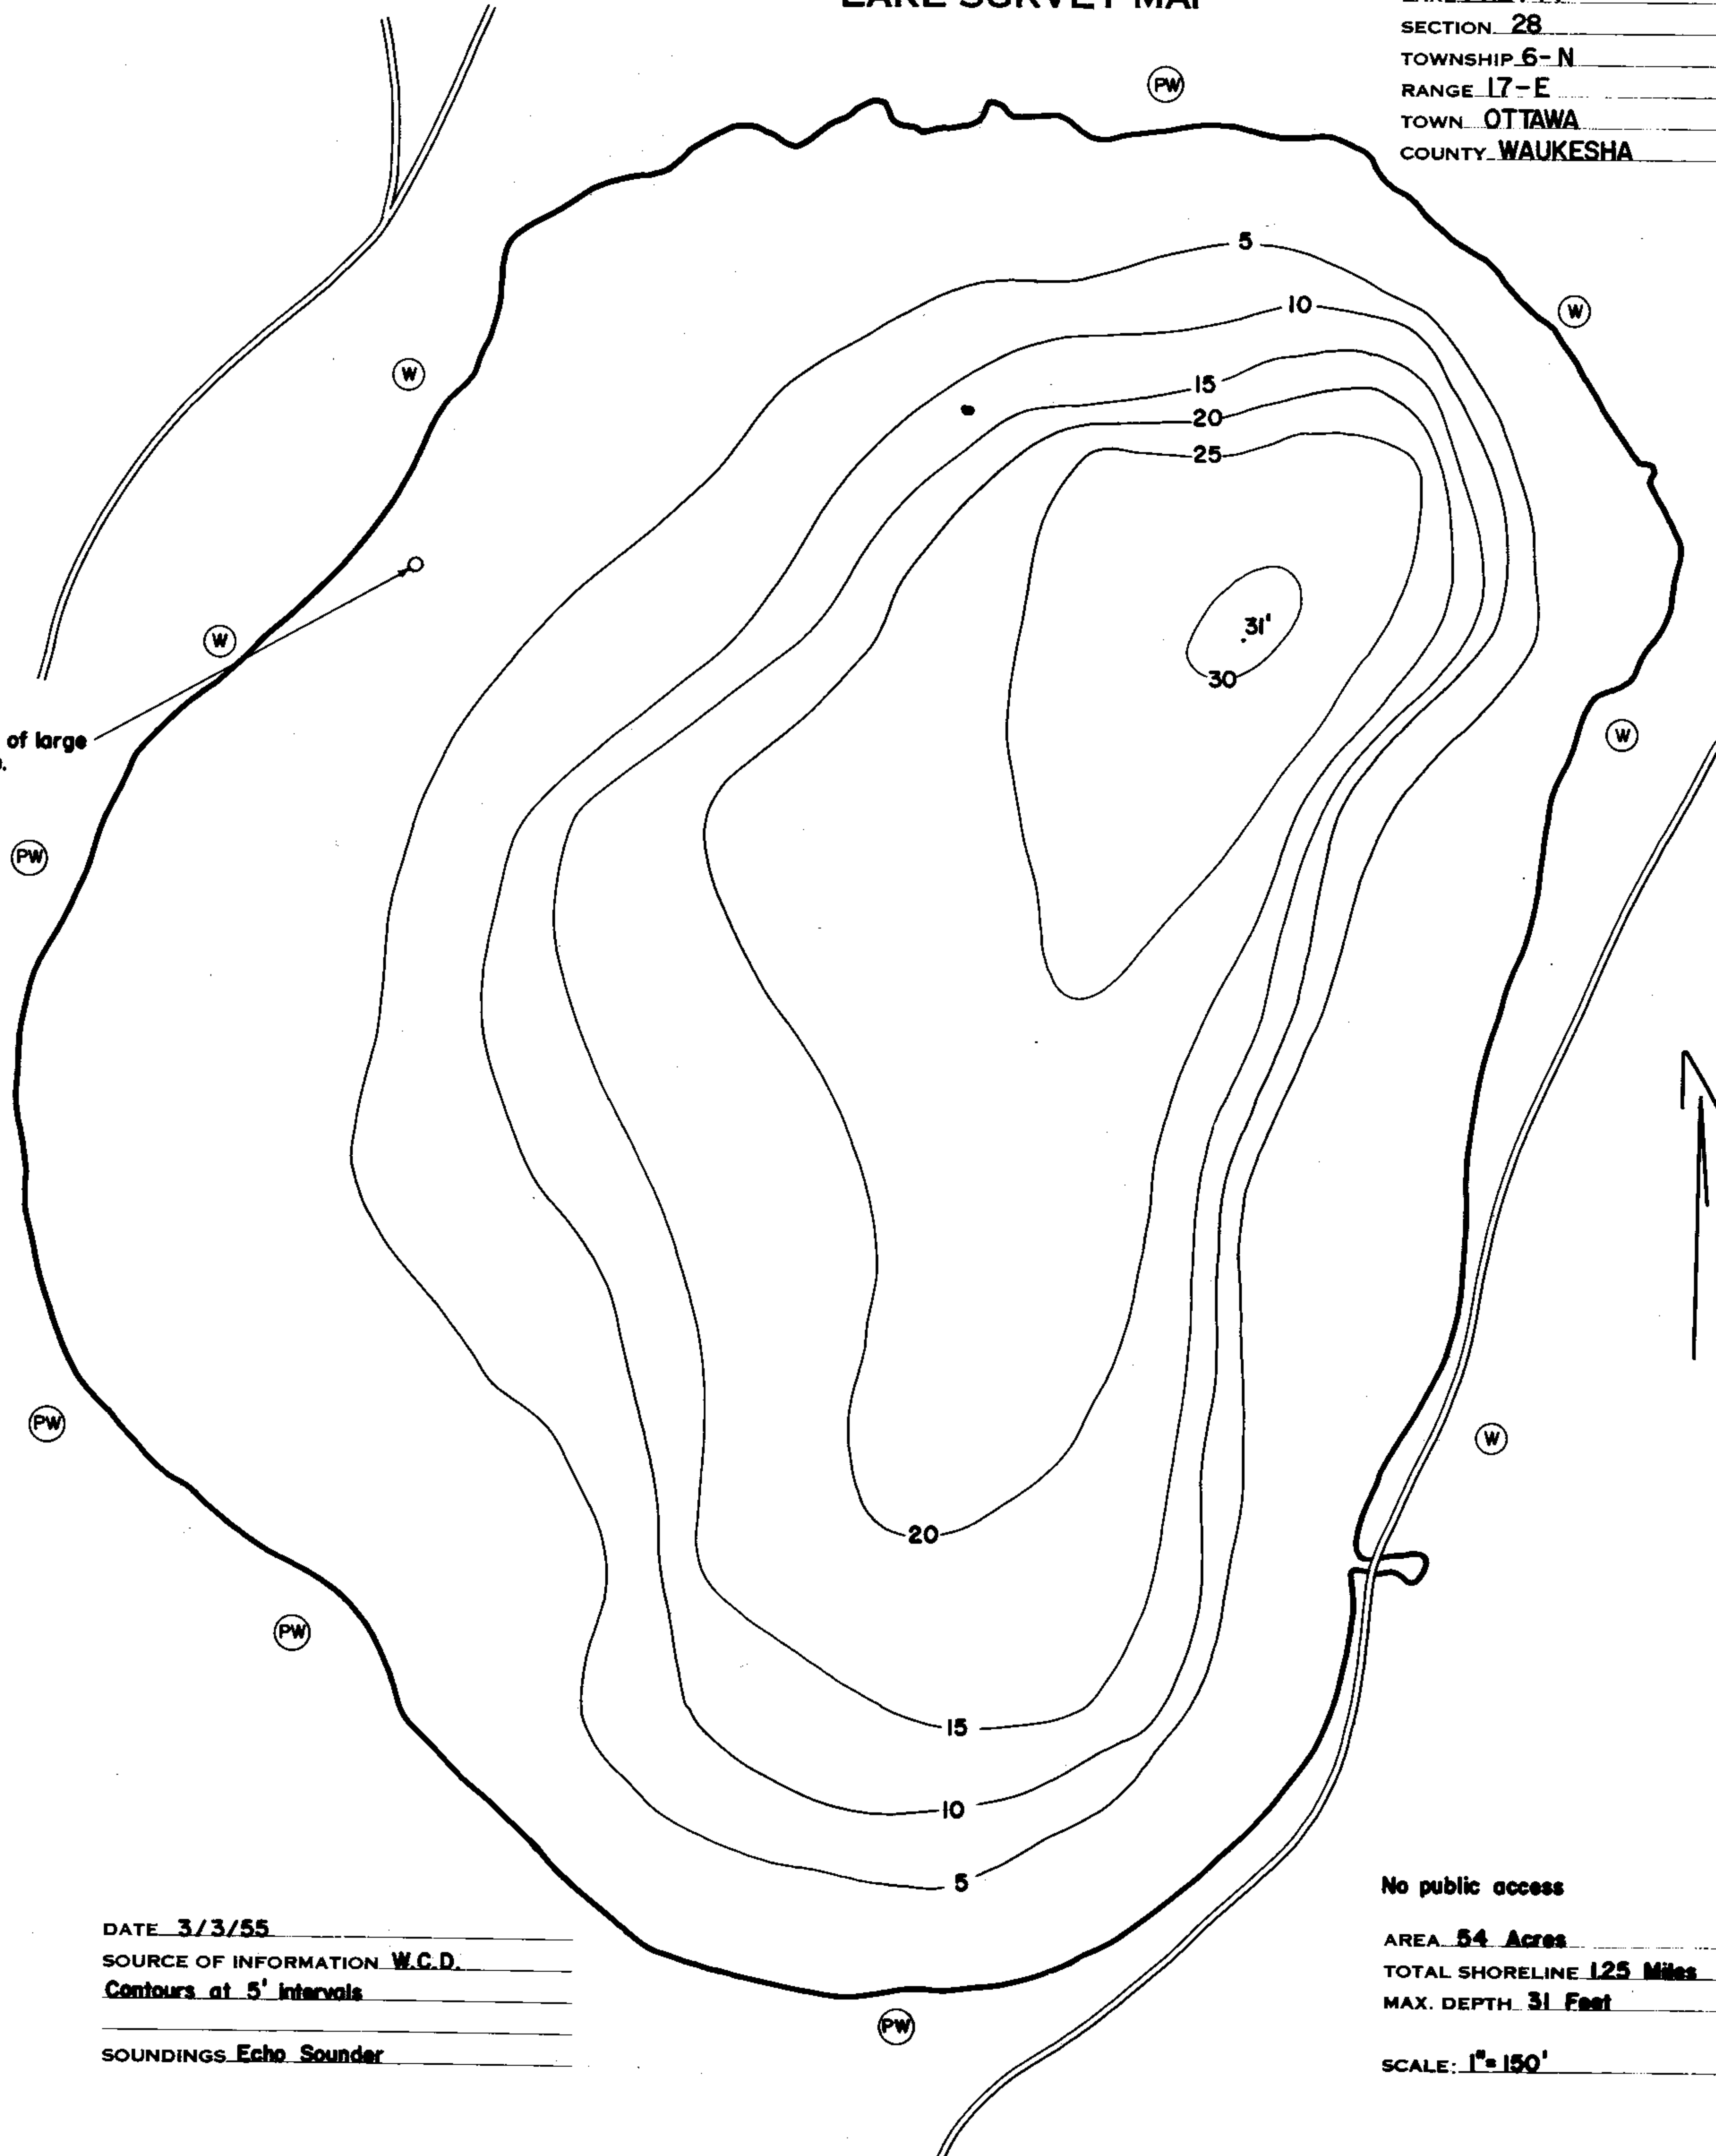 LAKE SURVEY MAP
SECTION 28
TOWNSHIP 6-N
RANGE 17-E
TOWN OTTAWA
COUNTY WAUKESHA
PW
5
10
W
W
15
20
25
31'
30
W
W
of large
PW
PW
W
20
PW
15
10
5
No public access
DATE 3/3/55
SOURCE OF INFORMATION W.C.D.
Contours at 5' intervals
SOUNDINGS Echo Sounder
AREA 54 Acres
TOTAL SHORELINE 1.25 Miles
MAX. DEPTH 31 Feet
PW
SCALE: 1"=150'